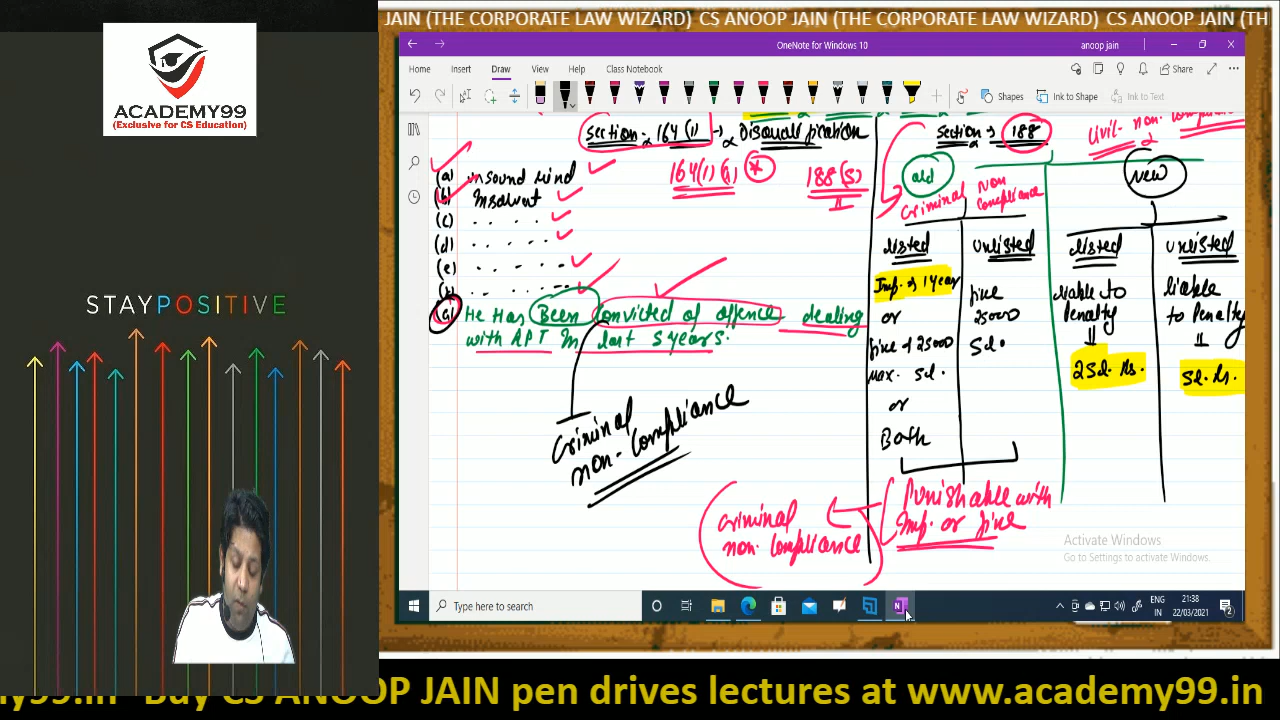 JAIN (THE CORPORATE LAW WIZARD) CS ANOOP JAIN (THE CORPORATE LAW WIZARD) CS ANOOP JAIN (TH
ACADEMY99
(Exclusive for CS Education)
STAYPOSITIVE
OneNote for Windows 10
anoop jain
Home Insert Draw View Help Class Notebook
Share
Shapes
Ink to Shape
Ink to Text
Section:- 164(1) → Disqualification
(a) unsound mind
(b) Insolvent
(c) . . . . .
(d) . . . . .
(e) . . . . .
164(1)(g) *
188(5)
(g) He Has Been convicted of offence dealing
with RPT in last 5 years.
Criminal
non-compliance
Section → 188
Civil- non-
old
New
Criminal
Non
Compliance
Listed
Unlisted
Listed
Unlisted
Imp. of 1 year
or
fine of 25000
Max. 5L.
or
Both
fine
25000
5L.
liable to
Penalty
=
25L. Rs.
liable
to Penalty
=
5L. Rs.
Punishable with
Imp. or fine
Criminal
non-compliance
Activate Windows
Go to Settings to activate Windows.
Type here to search
ENG
IN
21:38
22/03/2021
my99.in Buy CS ANOOP JAIN pen drives lectures at www.academy99.in